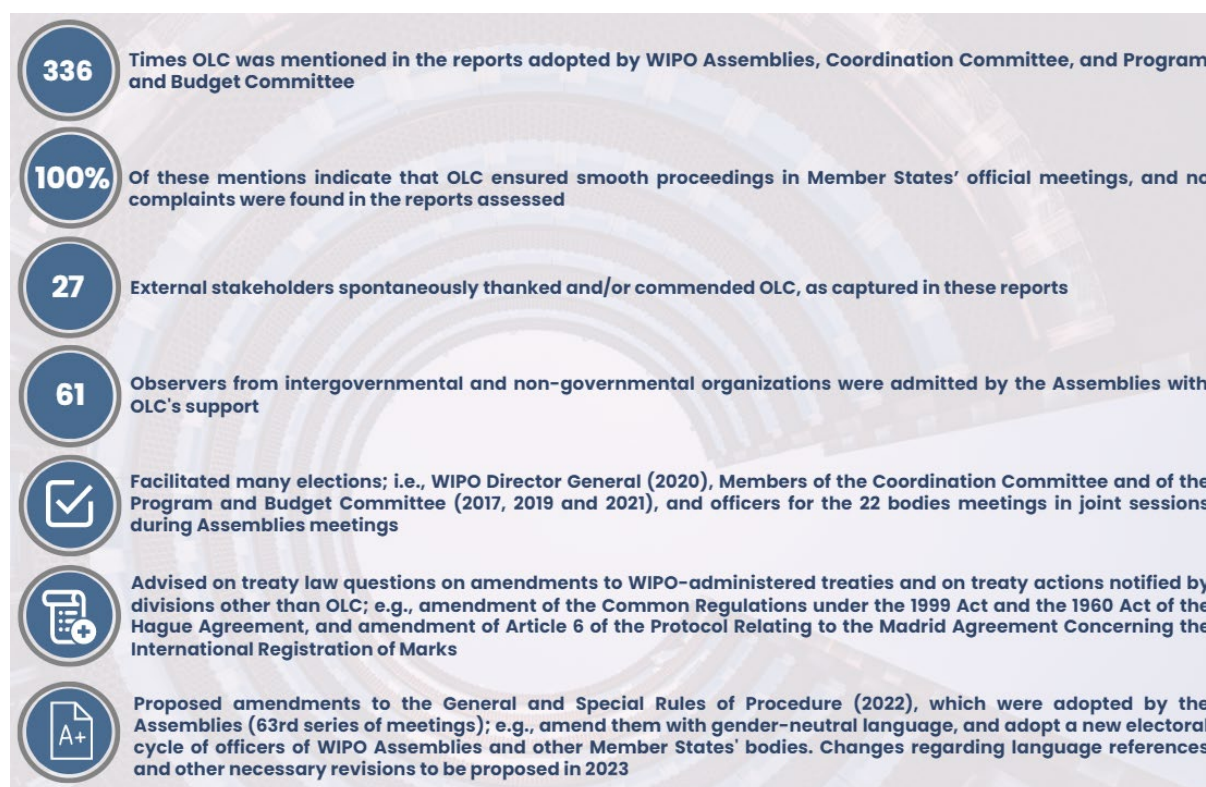 336
Times OLC was mentioned in the reports adopted by WIPO Assemblies, Coordination Committee, and Program
and Budget Committee
100%
Of these mentions indicate that OLC ensured smooth proceedings in Member States’ official meetings, and no
complaints were found in the reports assessed
27
External stakeholders spontaneously thanked and/or commended OLC, as captured in these reports
61
Observers from intergovernmental and non-governmental organizations were admitted by the Assemblies with
OLC's support
Facilitated many elections; i.e., WIPO Director General (2020), Members of the Coordination Committee and of the
Program and Budget Committee (2017, 2019 and 2021), and officers for the 22 bodies meetings in joint sessions
during Assemblies meetings
Advised on treaty law questions on amendments to WIPO-administered treaties and on treaty actions notified by
divisions other than OLC; e.g., amendment of the Common Regulations under the 1999 Act and the 1960 Act of the
Hague Agreement, and amendment of Article 6 of the Protocol Relating to the Madrid Agreement Concerning the
International Registration of Marks
A+
Proposed amendments to the General and Special Rules of Procedure (2022), which were adopted by the
Assemblies (63rd series of meetings); e.g., amend them with gender-neutral language, and adopt a new electoral
cycle of officers of WIPO Assemblies and other Member States' bodies. Changes regarding language references
and other necessary revisions to be proposed in 2023